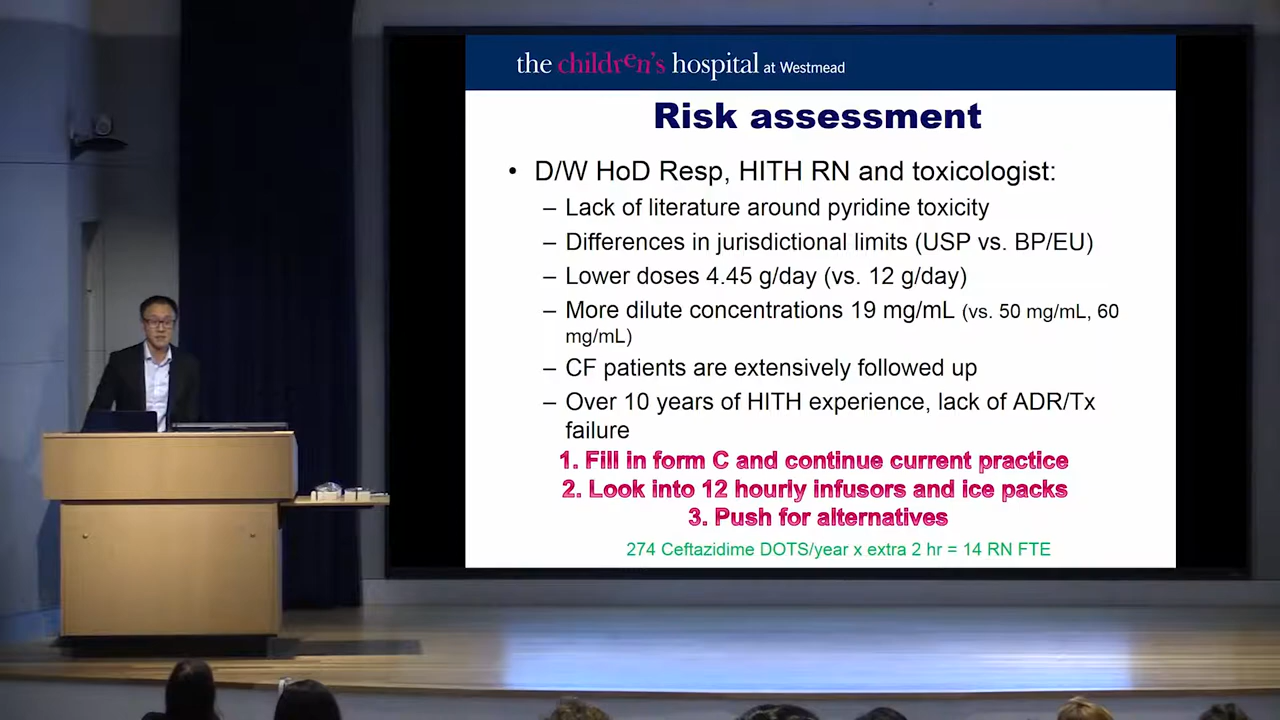 the children's hospital at Westmead
Risk assessment
• D/W HoD Resp, HITH RN and toxicologist:
– Lack of literature around pyridine toxicity
– Differences in jurisdictional limits (USP vs. BP/EU)
– Lower doses 4.45 g/day (vs. 12 g/day)
– More dilute concentrations 19 mg/mL (vs. 50 mg/mL, 60
mg/mL)
– CF patients are extensively followed up
– Over 10 years of HITH experience, lack of ADR/Tx
failure
1. Fill in form C and continue current practice
2. Look into 12 hourly infusors and ice packs
3. Push for alternatives
274 Ceftazidime DOTS/year x extra 2 hr = 14 RN FTE